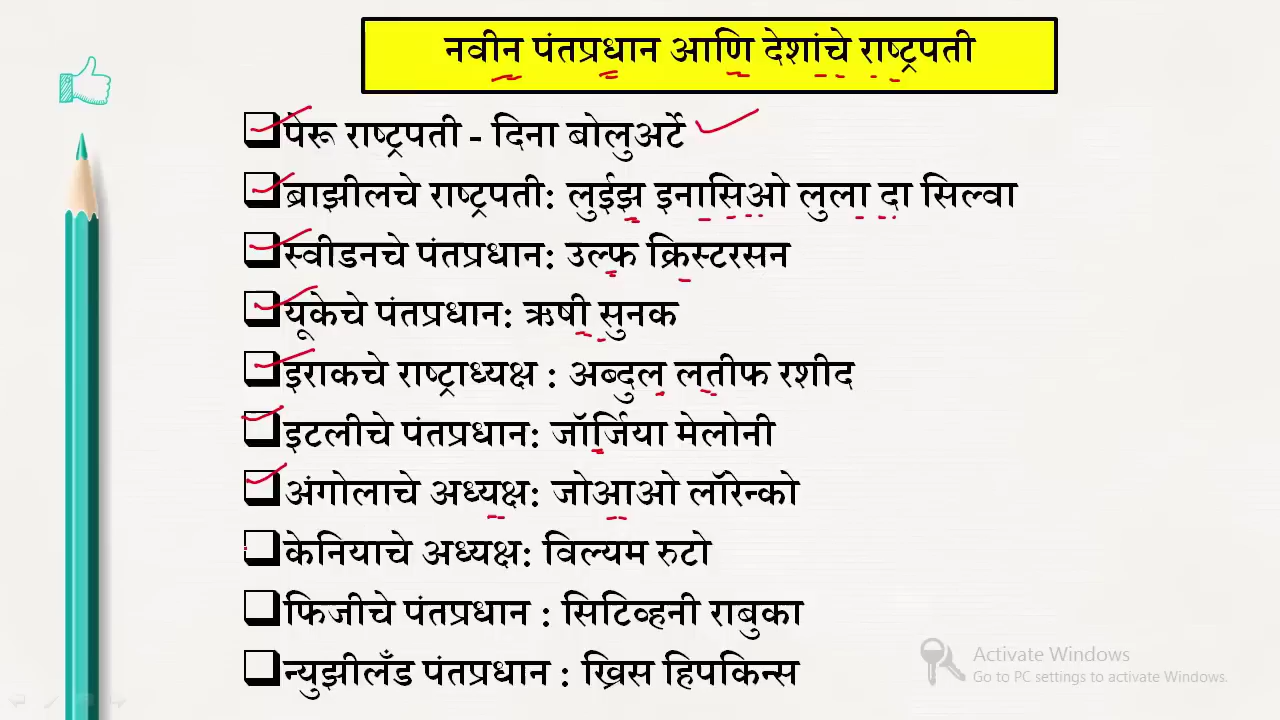 नवीन पंतप्रधान आणि देशांचे राष्ट्रपती
पेरू राष्ट्रपती - दिना बोलुअर्टे
ब्राझीलचे राष्ट्रपती: लुईझ इनासिओ लुला दा सिल्वा
स्वीडनचे पंतप्रधान: उल्फ क्रिस्टरसन
यूकेचे पंतप्रधान: ऋषी सुनक
इराकचे राष्ट्राध्यक्ष : अब्दुल लतीफ रशीद
इटलीचे पंतप्रधान: जॉर्जिया मेलोनी
अंगोलाचे अध्यक्ष: जोआओ लॉरेन्को
केनियाचे अध्यक्ष: विल्यम रुटो
फिजीचे पंतप्रधान : सिटिव्हनी राबुका
न्युझीलँड पंतप्रधान : ख्रिस हिपकिन्स
Activate Windows
Go to PC settings to activate Windows.